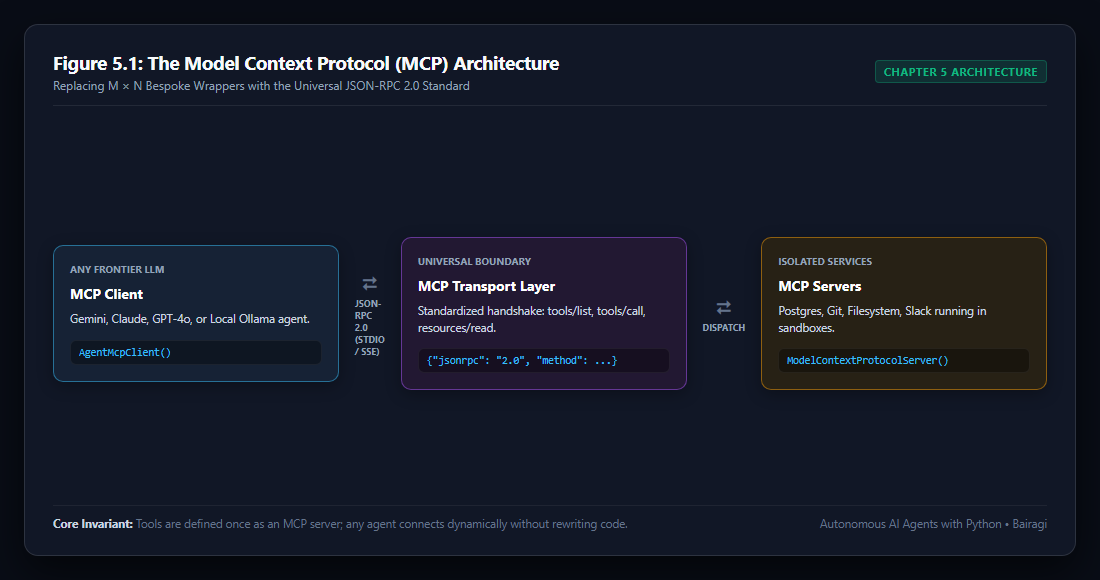 Figure 5.1: The Model Context Protocol (MCP) Architecture
Replacing M × N Bespoke Wrappers with the Universal JSON-RPC 2.0 Standard
CHAPTER 5 ARCHITECTURE
ANY FRONTIER LLM
MCP Client
Gemini, Claude, GPT-4o, or Local Ollama agent.
AgentMcpClient()
⇄
JSON-
RPC
2.0
(STDIO
/ SSE)
UNIVERSAL BOUNDARY
MCP Transport Layer
Standardized handshake: tools/list, tools/call,
resources/read.
{"jsonrpc": "2.0", "method": ...}
⇄
DISPATCH
ISOLATED SERVICES
MCP Servers
Postgres, Git, Filesystem, Slack running in
sandboxes.
ModelContextProtocolServer()
Core Invariant: Tools are defined once as an MCP server; any agent connects dynamically without rewriting code.
Autonomous AI Agents with Python • Bairagi